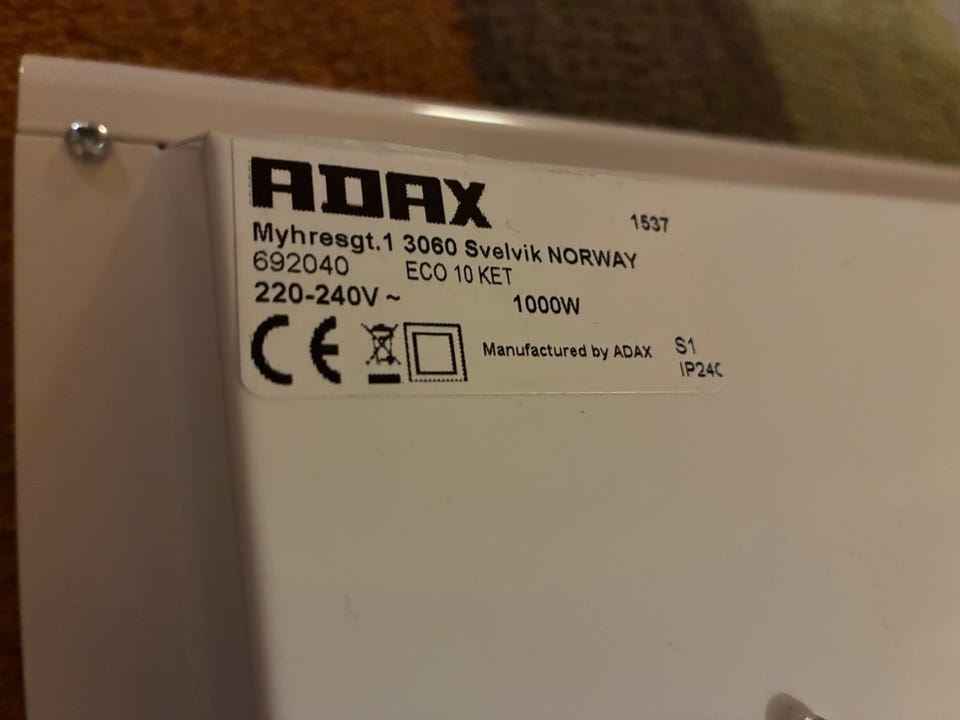 ADAX
1537
Myhresgt.1 3060 Svelvik NORWAY
692040 ECO 10 KET
220-240V ~ 1000W
CE Manufactured by ADAX S1
IP24C